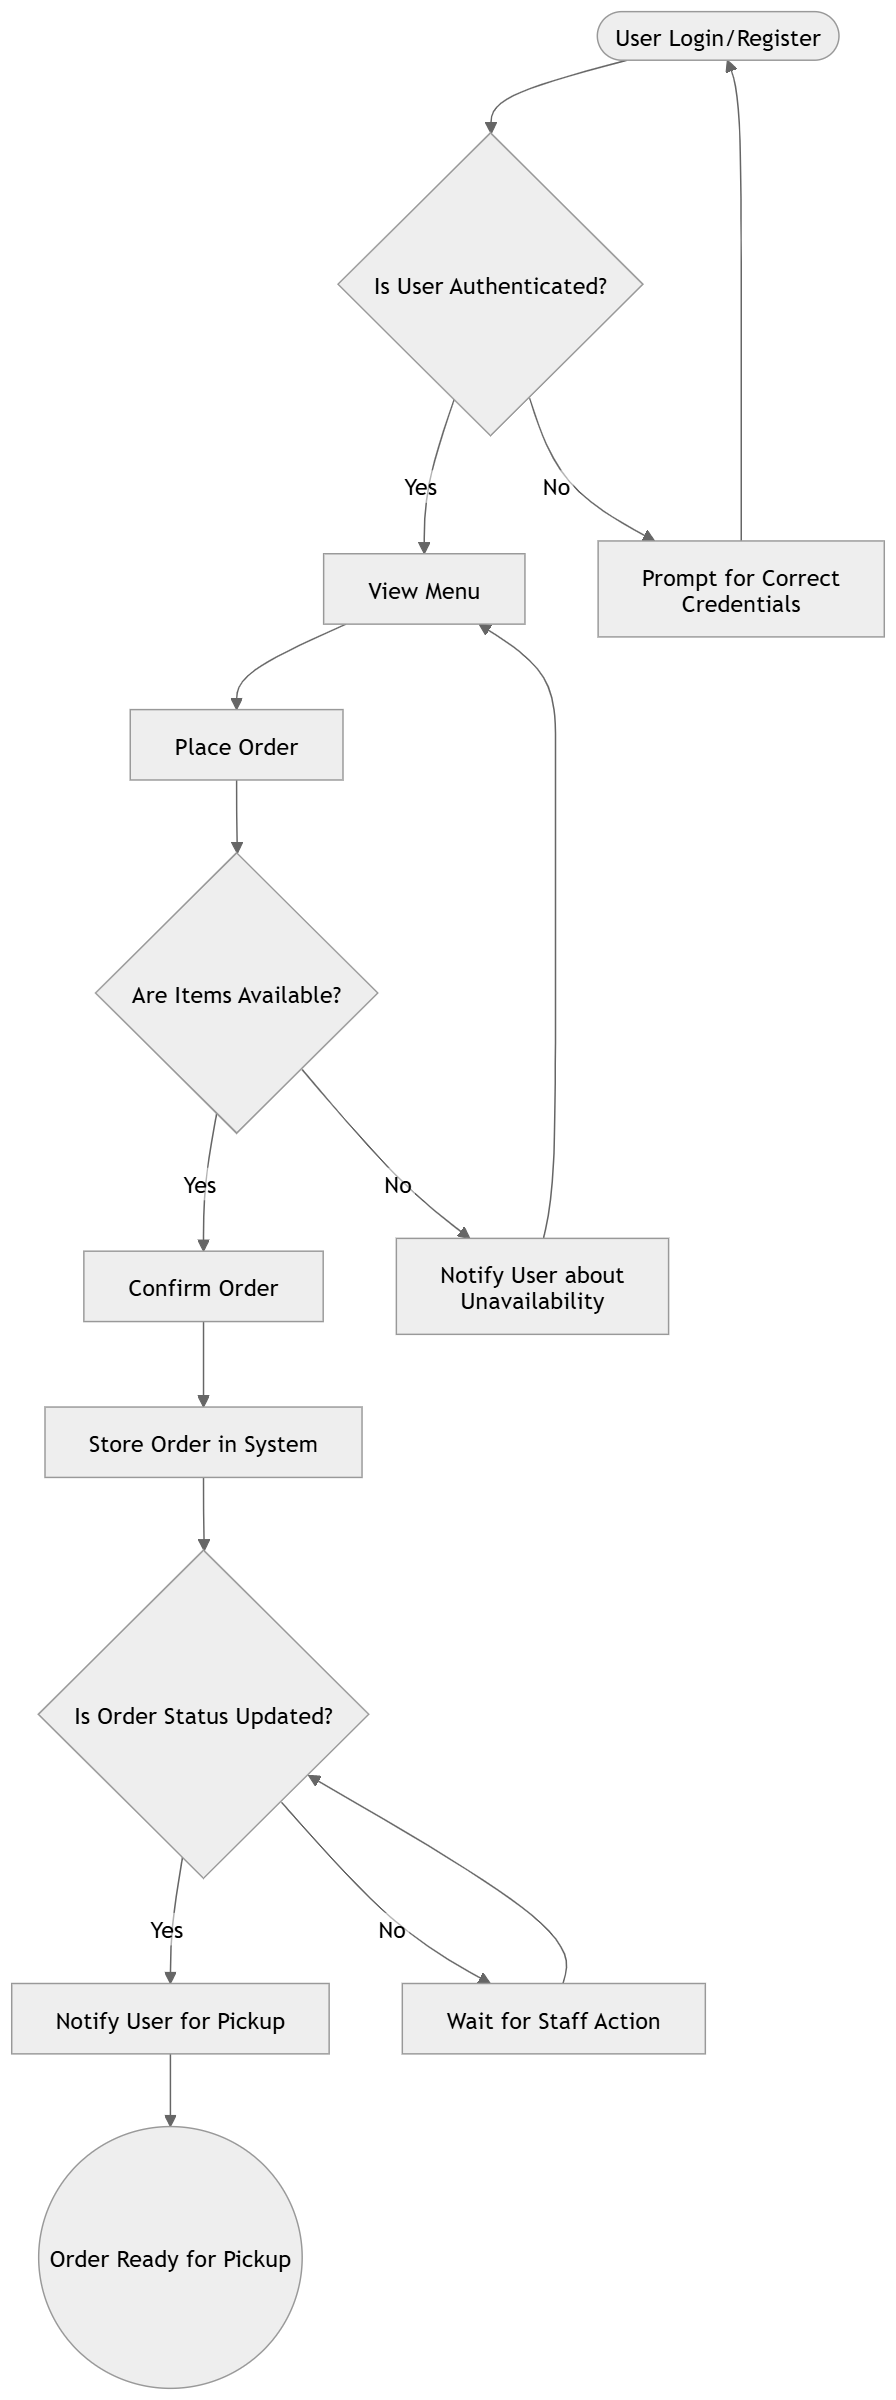 User Login/Register
Is User Authenticated?
Yes
No
View Menu
Prompt for Correct
Credentials
Place Order
Are Items Available?
Yes
No
Confirm Order
Notify User about
Unavailability
Store Order in System
Is Order Status Updated?
Yes
No
Notify User for Pickup
Wait for Staff Action
Order Ready for Pickup